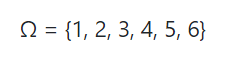 Ω = {1, 2, 3, 4, 5, 6}